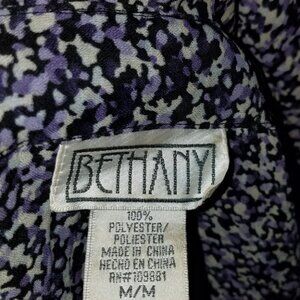 BETHANY
100%
POLYESTER/
POLIESTER
MADE IN CHINA
HECHO EN CHINA
RN#109881
M/M